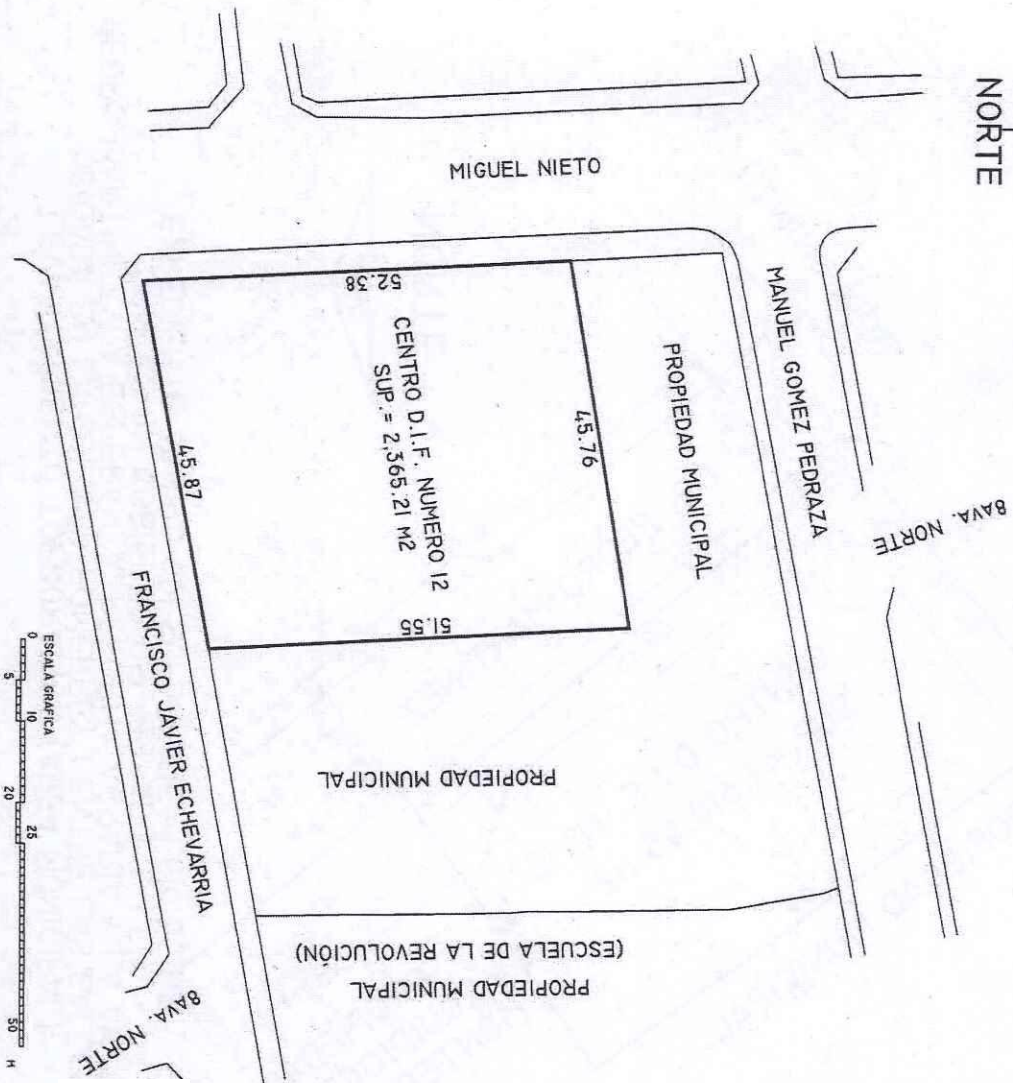 NORTE
MIGUEL NIETO
MANUEL GOMEZ PEDRAZA
8AVA. NORTE
PROPIEDAD MUNICIPAL
52.38
45.76
CENTRO D.I.F. NUMERO 12
SUP. = 2,365.21 M2
45.87
51.55
FRANCISCO JAVIER ECHEVARRIA
PROPIEDAD MUNICIPAL
PROPIEDAD MUNICIPAL
(ESCUELA DE LA REVOLUCIÓN)
8AVA. NORTE
ESCALA GRAFICA
0 5 10 20 25 50 M